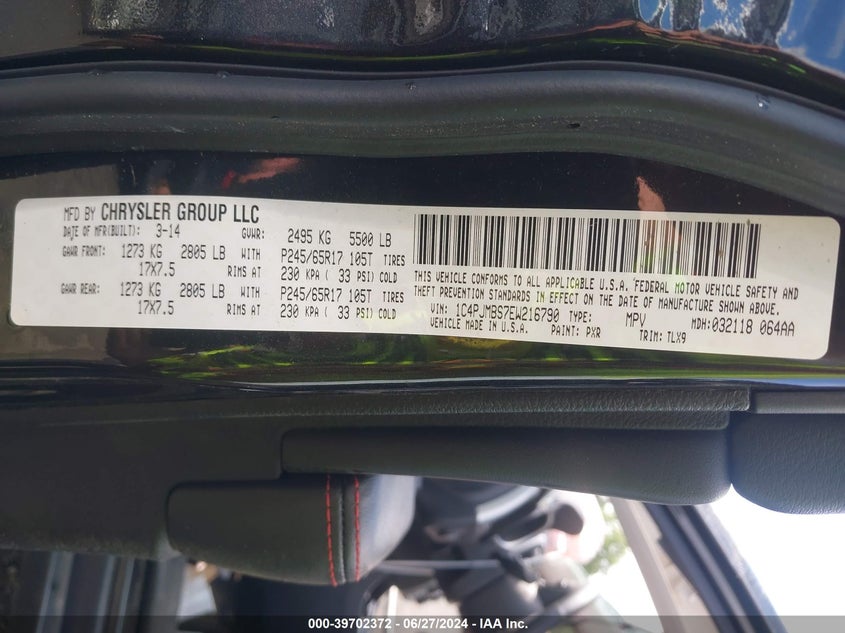 MFD BY CHRYSLER GROUP LLC
DATE OF MFR(BUILT): 3-14 GVWR: 2495 KG 5500 LB
GAWR FRONT: 1273 KG 2805 LB WITH P245/65R17 105T TIRES
17X7.5 RIMS AT 230 KPA ( 33 PSI) COLD
GAWR REAR: 1273 KG 2805 LB WITH P245/65R17 105T TIRES
17X7.5 RIMS AT 230 KPA ( 33 PSI) COLD
THIS VEHICLE CONFORMS TO ALL APPLICABLE U.S.A. FEDERAL MOTOR VEHICLE SAFETY AND
THEFT PREVENTION STANDARDS IN EFFECT ON THE DATE OF MANUFACTURE SHOWN ABOVE.
VIN: 1C4PJMBS7EW216790 TYPE: MPV MDH: 032118 064AA
VEHICLE MADE IN U.S.A. PAINT: PXR TRIM: TLX9
000-39702372 / 06/27/2024 / IAA Inc.